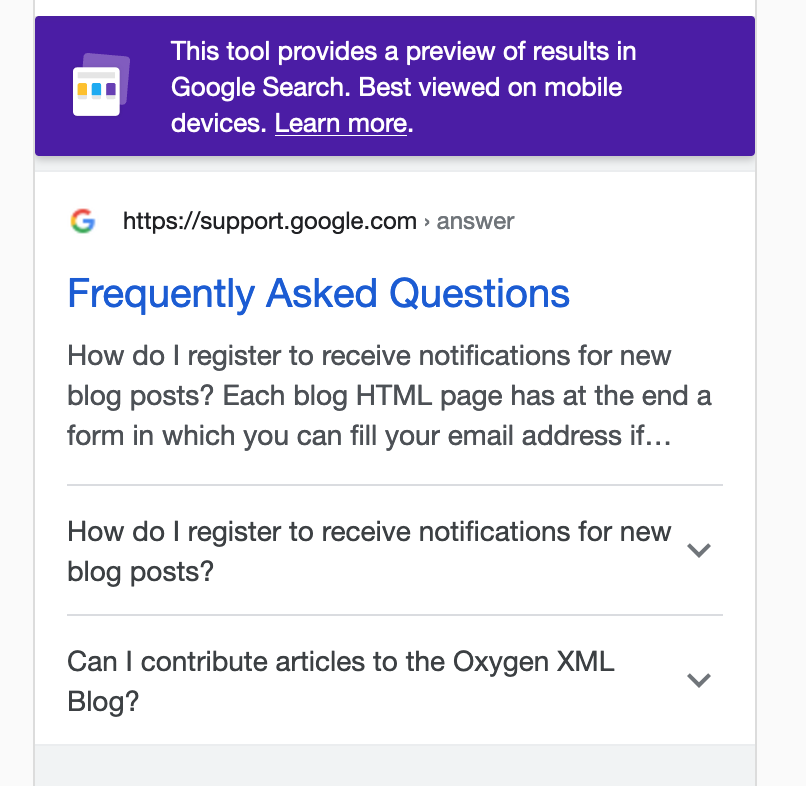 This tool provides a preview of results in
Google Search. Best viewed on mobile
devices. Learn more.
https://support.google.com › answer
Frequently Asked Questions
How do I register to receive notifications for new
blog posts? Each blog HTML page has at the end a
form in which you can fill your email address if…
How do I register to receive notifications for new
blog posts?
Can I contribute articles to the Oxygen XML
Blog?